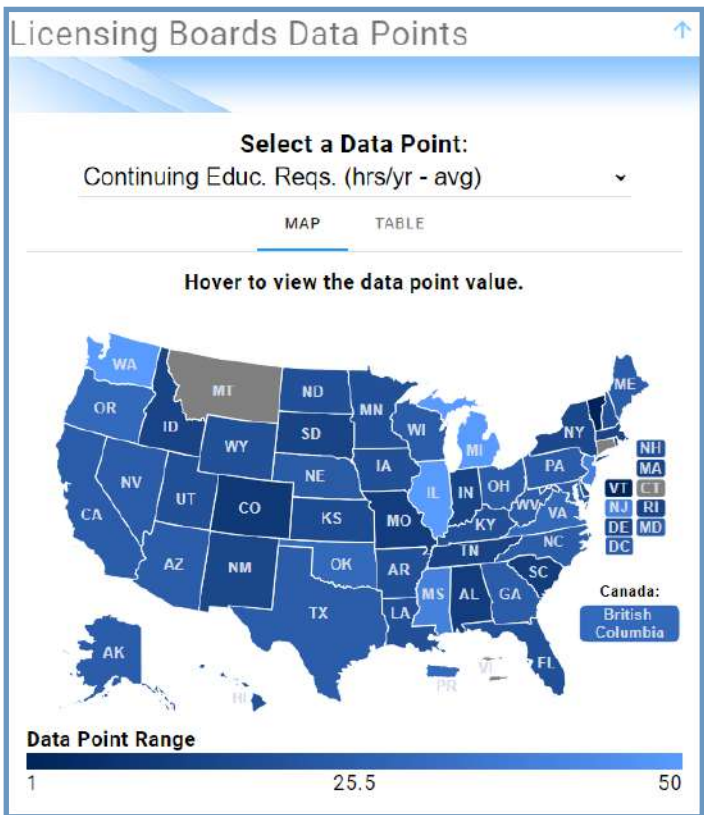 Licensing Boards Data Points
Select a Data Point:
Continuing Educ. Reqs. (hrs/yr - avg)
MAP TABLE
Hover to view the data point value.
WA
MT
ND
ME
OR
ID
MN
WI
NY
SD
WY
MI
NH
IA
PA
MA
NE
NV
IL
IN
OH
VT CT
UT
CO
WV
VA
NJ RI
KS
MO
KY
CA
DE MD
NC
DC
TN
AZ
NM
OK
AR
SC
MS
AL
GA
Canada:
TX
LA
British
Columbia
AK
FL
VI
HI
PR
Data Point Range
1 25.5 50